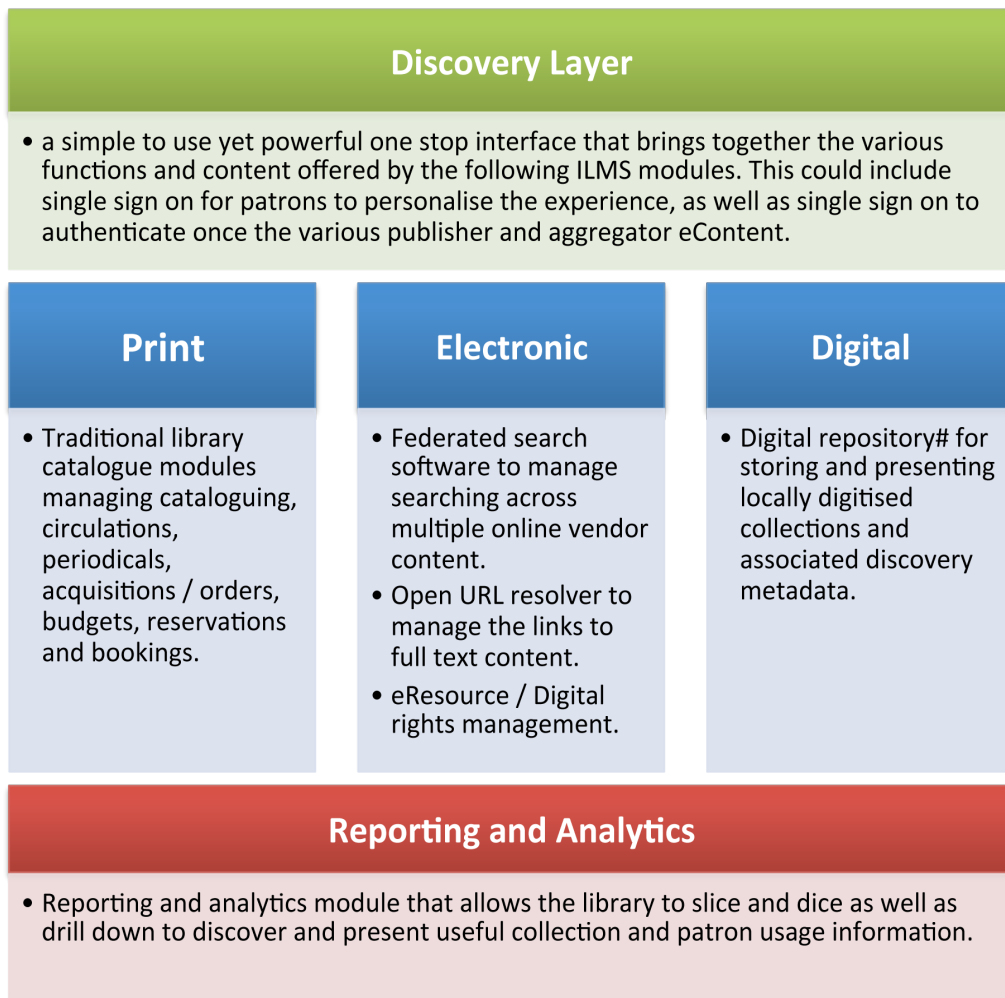 Discovery Layer
• a simple to use yet powerful one stop interface that brings together the various
functions and content offered by the following ILMS modules. This could include
single sign on for patrons to personalise the experience, as well as single sign on to
authenticate once the various publisher and aggregator eContent.
Print
• Traditional library
catalogue modules
managing cataloguing,
circulations,
periodicals,
acquisitions / orders,
budgets, reservations
and bookings.
Electronic
• Federated search
software to manage
searching across
multiple online vendor
content.
• Open URL resolver to
manage the links to
full text content.
• eResource / Digital
rights management.
Digital
• Digital repository# for
storing and presenting
locally digitised
collections and
associated discovery
metadata.
Reporting and Analytics
• Reporting and analytics module that allows the library to slice and dice as well as
drill down to discover and present useful collection and patron usage information.